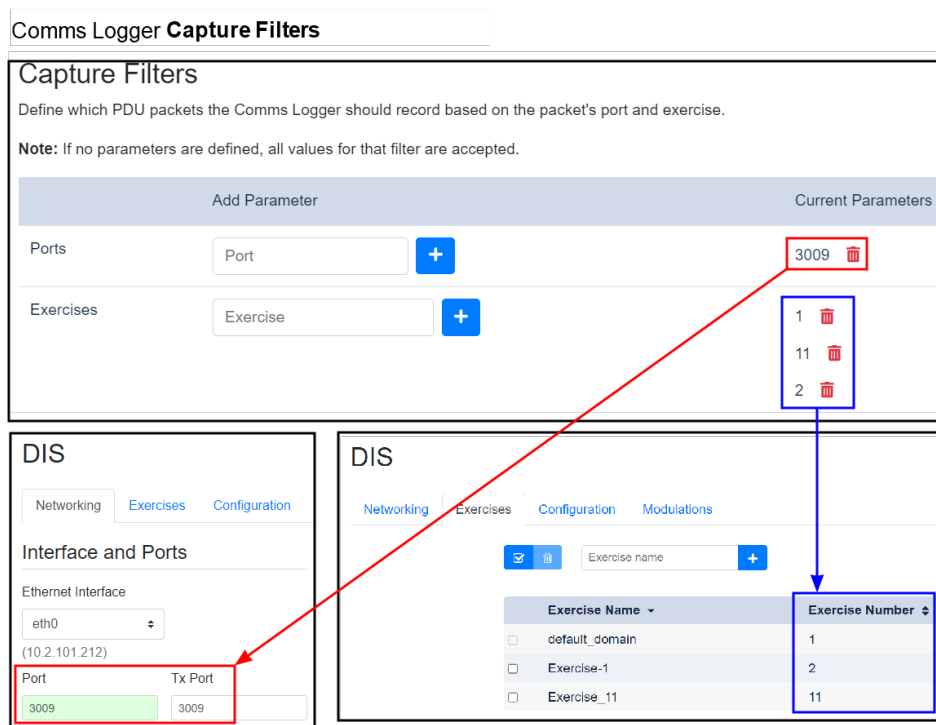 Comms Logger Capture Filters
Capture Filters
Define which PDU packets the Comms Logger should record based on the packet's port and exercise.
Note: If no parameters are defined, all values for that filter are accepted.
Add Parameter Current Parameters
Ports Port + 3009
Exercises Exercise + 1
11
2
DIS
Networking Exercises Configuration
Interface and Ports
Ethernet Interface
eth0
(10.2.101.212)
Port Tx Port
3009 3009
DIS
Networking Exercises Configuration Modulations
Exercise name +
Exercise Name Exercise Number
default_domain 1
Exercise-1 2
Exercise_11 11